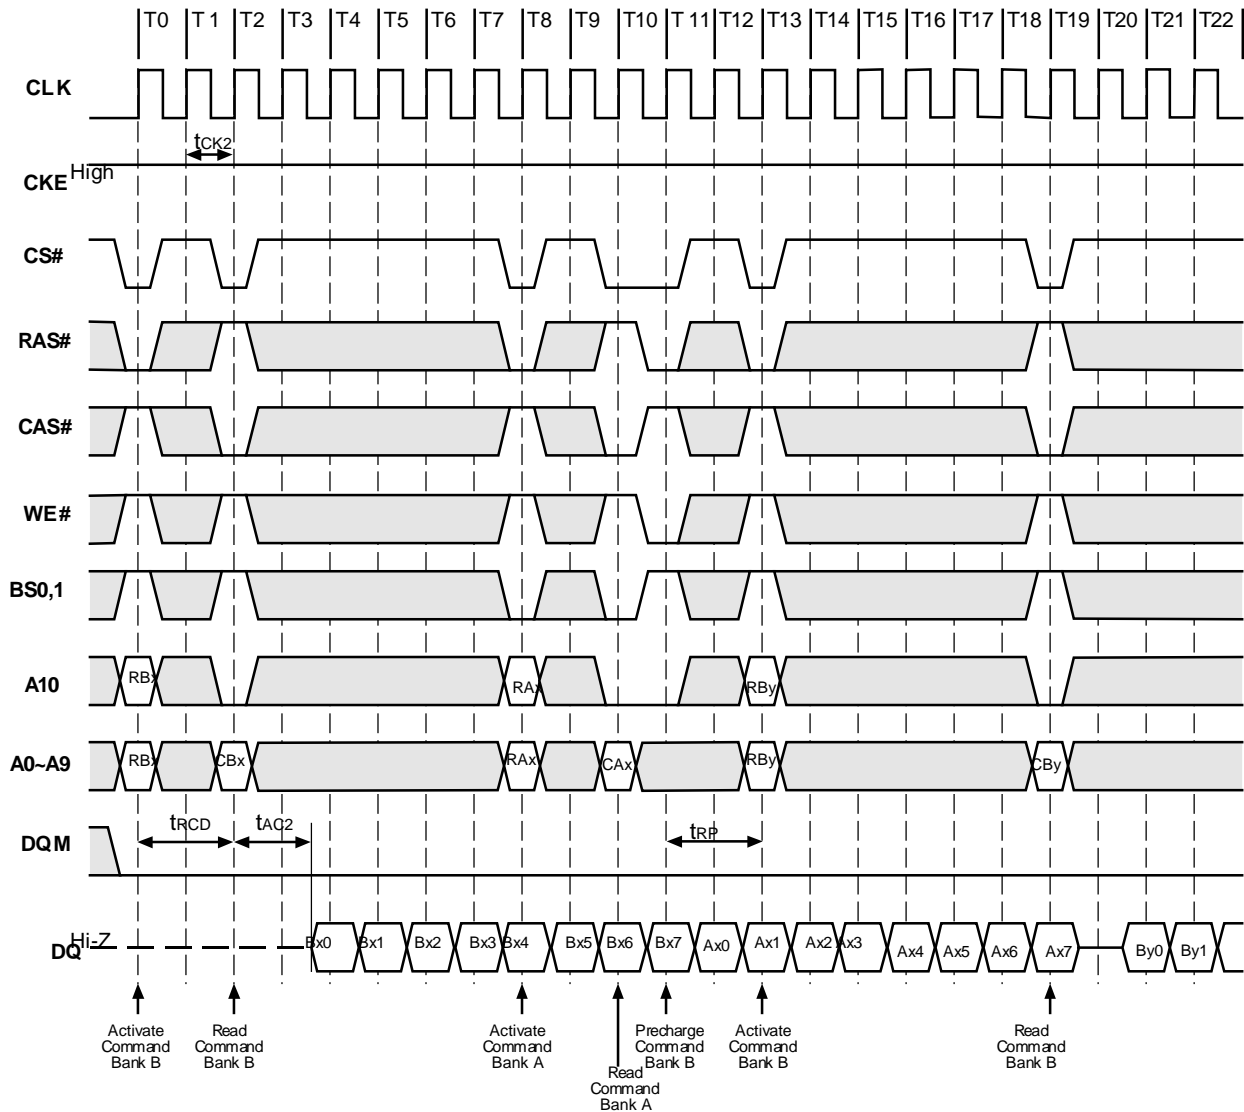 T0 T 1 T2 T3 T4 T5 T6 T7 T8 T9 T10 T 11 T12 T13 T14 T15 T16 T17 T18 T19 T20 T21 T22
CLK
tCK2
High
CKE
CS#
RAS#
CAS#
WE#
BS0,1
A10
RBx RAx RBy
A0~A9
RBx CBx RAx CAx RBy CBy
tRCD tAC2 tRP
DQM
Hi-Z
DQ
Bx0 Bx1 Bx2 Bx3 Bx4 Bx5 Bx6 Bx7 Ax0 Ax1 Ax2 Ax3 Ax4 Ax5 Ax6 Ax7 By0 By1
Activate
Command
Bank B
Read
Command
Bank B
Activate
Command
Bank A
Read
Command
Bank A
Precharge
Command
Bank B
Activate
Command
Bank B
Read
Command
Bank B